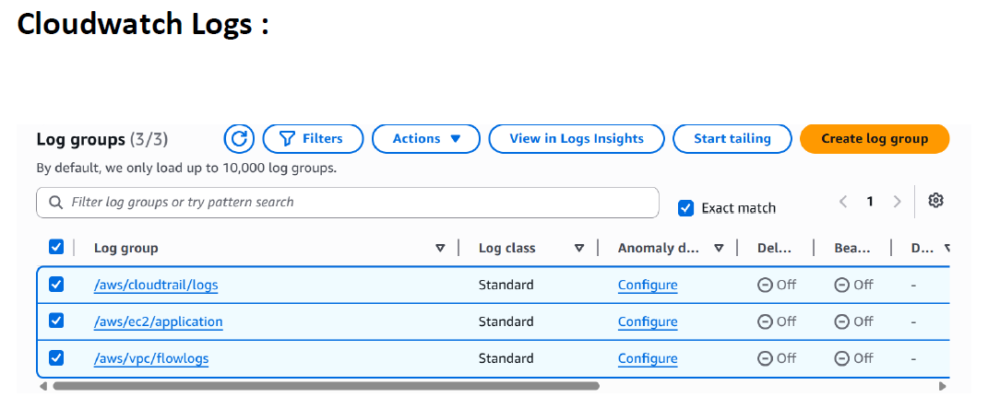 Cloudwatch Logs :
Log groups (3/3) Filters Actions View in Logs Insights Start tailing Create log group
By default, we only load up to 10,000 log groups.
Filter log groups or try pattern search Exact match 1
Log group Log class Anomaly d... Del... Bea... D...
/aws/cloudtrail/logs Standard Configure Off Off -
/aws/ec2/application Standard Configure Off Off -
/aws/vpc/flowlogs Standard Configure Off Off -